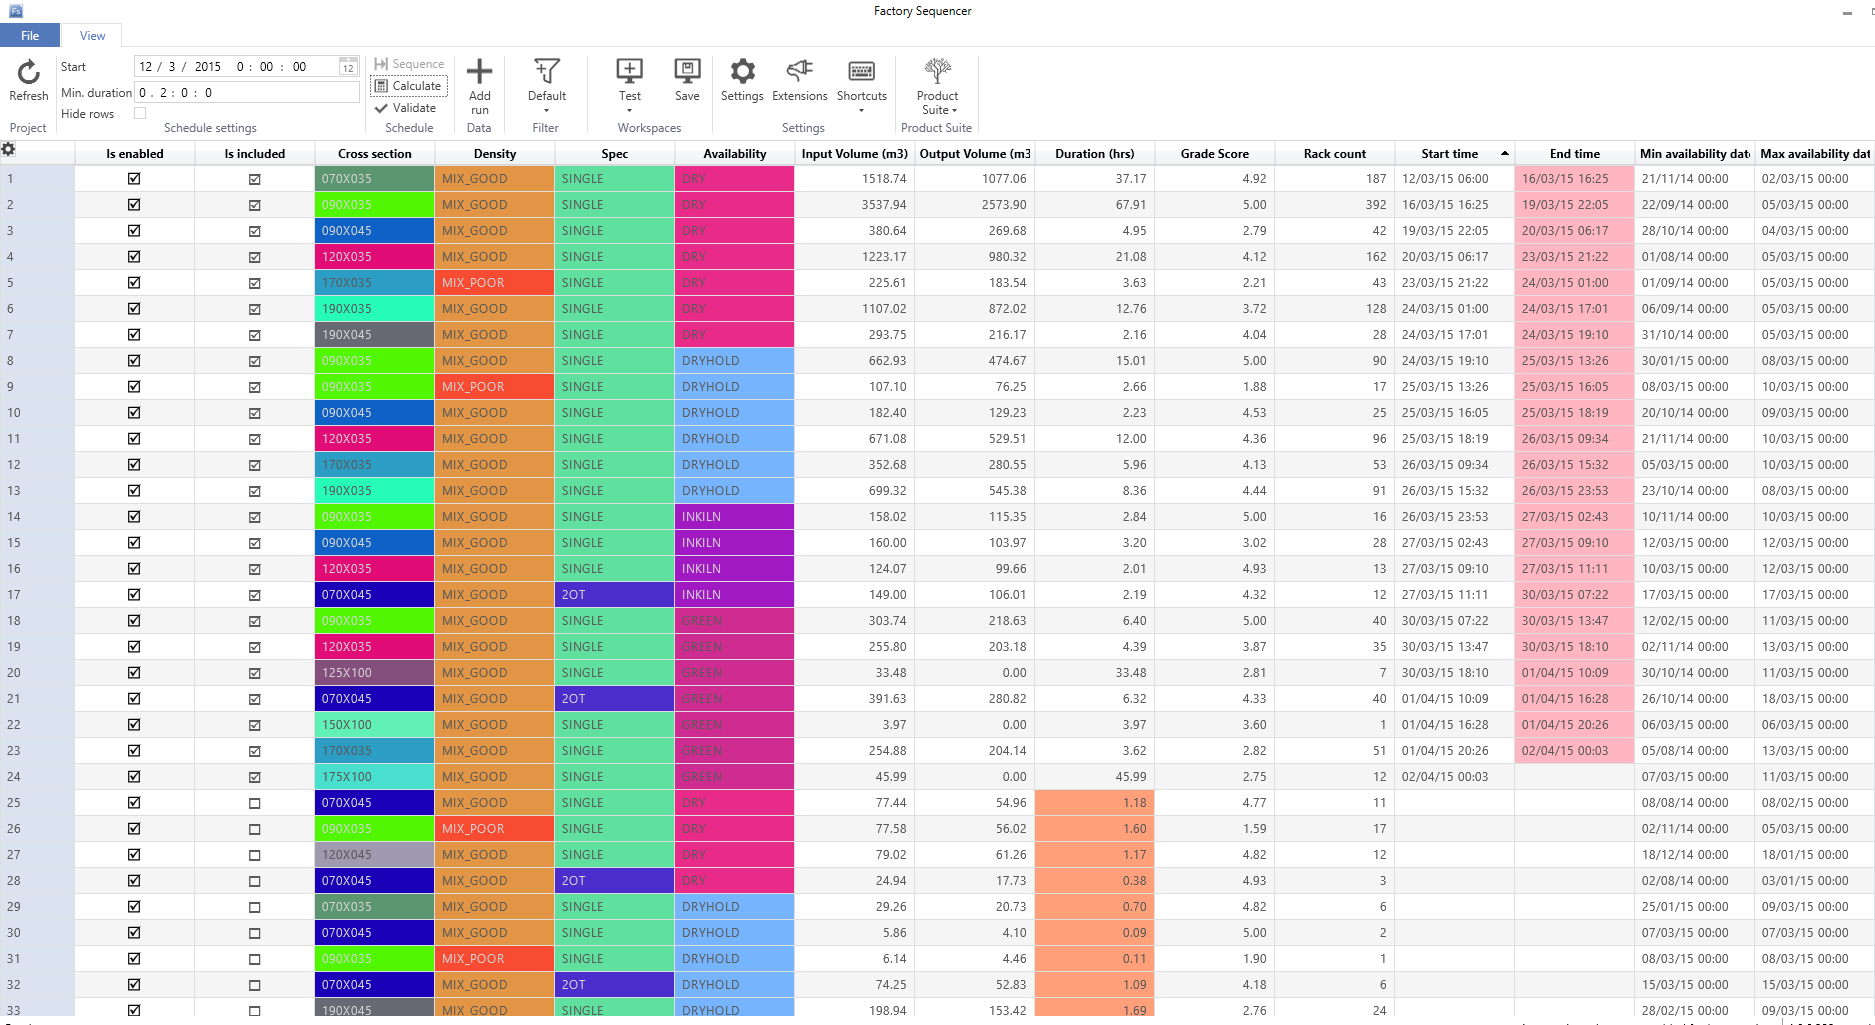 Fs
Factory Sequencer
File View
Refresh
Start 12 / 3 / 2015 0 : 00 : 00 12
Min. duration 0 . 2 : 0 : 0
Hide rows
Sequence
Calculate
Validate
Add run
Default
Test
Save
Settings
Extensions
Shortcuts
Product Suite
Project Schedule settings Schedule Data Filter Workspaces Settings Product Suite
Is enabled Is included Cross section Density Spec Availability Input Volume (m3) Output Volume (m3 Duration (hrs) Grade Score Rack count Start time End time Min availability date Max availability dat
1 070X035 MIX_GOOD SINGLE DRY 1518.74 1077.06 37.17 4.92 187 12/03/15 06:00 16/03/15 16:25 21/11/14 00:00 02/03/15 00:00
2 090X035 MIX_GOOD SINGLE DRY 3537.94 2573.90 67.91 5.00 392 16/03/15 16:25 19/03/15 22:05 22/09/14 00:00 05/03/15 00:00
3 090X045 MIX_GOOD SINGLE DRY 380.64 269.68 4.95 2.79 42 19/03/15 22:05 20/03/15 06:17 28/10/14 00:00 04/03/15 00:00
4 120X035 MIX_GOOD SINGLE DRY 1223.17 980.32 21.08 4.12 162 20/03/15 06:17 23/03/15 21:22 01/08/14 00:00 05/03/15 00:00
5 170X035 MIX_POOR SINGLE DRY 225.61 183.54 3.63 2.21 43 23/03/15 21:22 24/03/15 01:00 01/09/14 00:00 05/03/15 00:00
6 190X035 MIX_GOOD SINGLE DRY 1107.02 872.02 12.76 3.72 128 24/03/15 01:00 24/03/15 17:01 06/09/14 00:00 05/03/15 00:00
7 190X045 MIX_GOOD SINGLE DRY 293.75 216.17 2.16 4.04 28 24/03/15 17:01 24/03/15 19:10 31/10/14 00:00 05/03/15 00:00
8 090X035 MIX_GOOD SINGLE DRYHOLD 662.93 474.67 15.01 5.00 90 24/03/15 19:10 25/03/15 13:26 30/01/15 00:00 08/03/15 00:00
9 090X035 MIX_POOR SINGLE DRYHOLD 107.10 76.25 2.66 1.88 17 25/03/15 13:26 25/03/15 16:05 08/03/15 00:00 10/03/15 00:00
10 090X045 MIX_GOOD SINGLE DRYHOLD 182.40 129.23 2.23 4.53 25 25/03/15 16:05 25/03/15 18:19 20/10/14 00:00 09/03/15 00:00
11 120X035 MIX_GOOD SINGLE DRYHOLD 671.08 529.51 12.00 4.36 96 25/03/15 18:19 26/03/15 09:34 21/11/14 00:00 10/03/15 00:00
12 170X035 MIX_GOOD SINGLE DRYHOLD 352.68 280.55 5.96 4.13 53 26/03/15 09:34 26/03/15 15:32 05/03/15 00:00 10/03/15 00:00
13 190X035 MIX_GOOD SINGLE DRYHOLD 699.32 545.38 8.36 4.44 91 26/03/15 15:32 26/03/15 23:53 23/10/14 00:00 08/03/15 00:00
14 090X035 MIX_GOOD SINGLE INKILN 158.02 115.35 2.84 5.00 16 26/03/15 23:53 27/03/15 02:43 10/11/14 00:00 10/03/15 00:00
15 090X045 MIX_GOOD SINGLE INKILN 160.00 103.97 3.20 3.02 28 27/03/15 02:43 27/03/15 09:10 12/03/15 00:00 12/03/15 00:00
16 120X035 MIX_GOOD SINGLE INKILN 124.07 99.66 2.01 4.93 13 27/03/15 09:10 27/03/15 11:11 10/03/15 00:00 12/03/15 00:00
17 070X045 MIX_GOOD 2OT INKILN 149.00 106.01 2.19 4.32 12 27/03/15 11:11 30/03/15 07:22 17/03/15 00:00 17/03/15 00:00
18 090X035 MIX_GOOD SINGLE GREEN 303.74 218.63 6.40 5.00 40 30/03/15 07:22 30/03/15 13:47 12/02/15 00:00 11/03/15 00:00
19 120X035 MIX_GOOD SINGLE GREEN 255.80 203.18 4.39 3.87 35 30/03/15 13:47 30/03/15 18:10 02/11/14 00:00 13/03/15 00:00
20 125X100 MIX_GOOD SINGLE GREEN 33.48 0.00 33.48 2.81 7 30/03/15 18:10 01/04/15 10:09 30/10/14 00:00 11/03/15 00:00
21 070X045 MIX_GOOD 2OT GREEN 391.63 280.82 6.32 4.33 40 01/04/15 10:09 01/04/15 16:28 26/10/14 00:00 18/03/15 00:00
22 150X100 MIX_GOOD SINGLE GREEN 3.97 0.00 3.97 3.60 1 01/04/15 16:28 01/04/15 20:26 06/03/15 00:00 06/03/15 00:00
23 170X035 MIX_GOOD SINGLE GREEN 254.88 204.14 3.62 2.82 51 01/04/15 20:26 02/04/15 00:03 05/08/14 00:00 13/03/15 00:00
24 175X100 MIX_GOOD SINGLE GREEN 45.99 0.00 45.99 2.75 12 02/04/15 00:03 07/03/15 00:00 11/03/15 00:00
25 070X045 MIX_GOOD SINGLE DRY 77.44 54.96 1.18 4.77 11 08/08/14 00:00 08/02/15 00:00
26 090X035 MIX_POOR SINGLE DRY 77.58 56.02 1.60 1.59 17 02/11/14 00:00 05/03/15 00:00
27 120X045 MIX_GOOD SINGLE DRY 79.02 61.26 1.17 4.82 12 18/12/14 00:00 18/01/15 00:00
28 070X045 MIX_GOOD 2OT DRY 24.94 17.73 0.38 4.93 3 02/08/14 00:00 03/01/15 00:00
29 070X035 MIX_GOOD SINGLE DRYHOLD 29.26 20.73 0.70 4.82 6 25/01/15 00:00 09/03/15 00:00
30 070X045 MIX_GOOD SINGLE DRYHOLD 5.86 4.10 0.09 5.00 2 07/03/15 00:00 07/03/15 00:00
31 090X035 MIX_POOR SINGLE DRYHOLD 6.14 4.46 0.11 1.90 1 08/03/15 00:00 08/03/15 00:00
32 070X045 MIX_GOOD 2OT DRYHOLD 74.25 52.83 1.09 4.18 6 15/03/15 00:00 15/03/15 00:00
33 190X045 MIX_GOOD SINGLE DRYHOLD 198.94 153.42 1.69 2.76 24 28/02/15 00:00 09/03/15 00:00